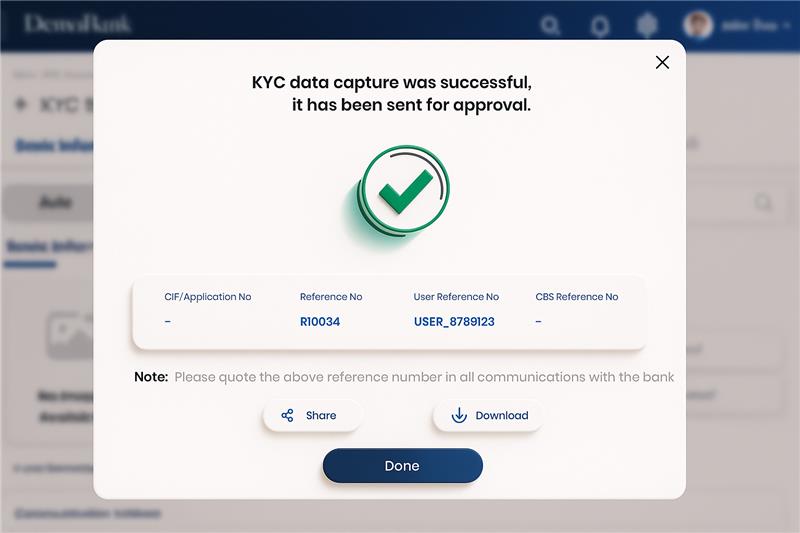 DemoBank
KYC
KYC data capture was successful,
it has been sent for approval.
Auto
CIF/Application No Reference No User Reference No CBS Reference No
- R10034 USER_8789123 -
Note: Please quote the above reference number in all communications with the bank
Share Download
Done